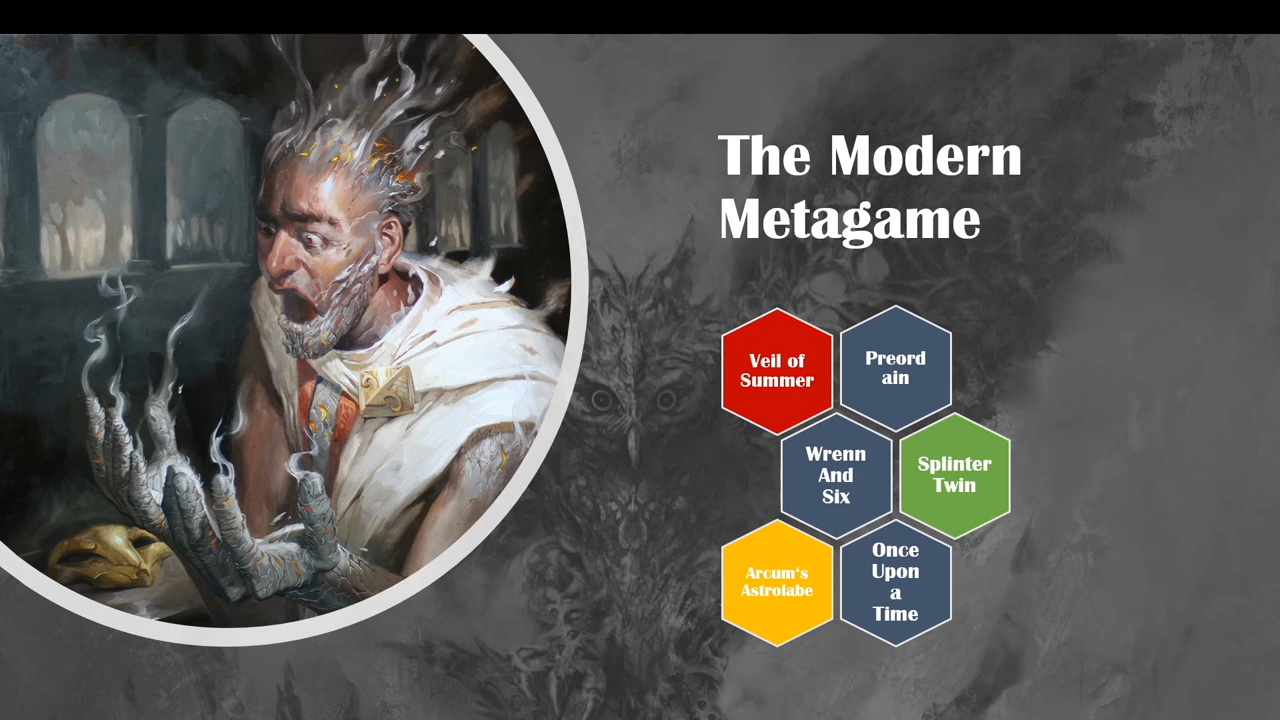 The Modern
Metagame
Veil of
Summer
Preord
ain
Wrenn
And
Six
Splinter
Twin
Arcum‘s
Astrolabe
Once
Upon
a
Time